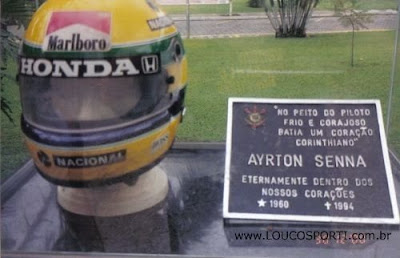 Marlboro
HONDA
NACIONAL
"NO PEITO DO PILOTO
FRIO E CORAJOSO
BATIA UM CORAÇÃO
CORINTHIANO"
AYRTON SENNA
ETERNAMENTE DENTRO DOS
NOSSOS CORAÇÕES
★ 1960 ✝ 1994
www.LOUCOSPORTI.com.br